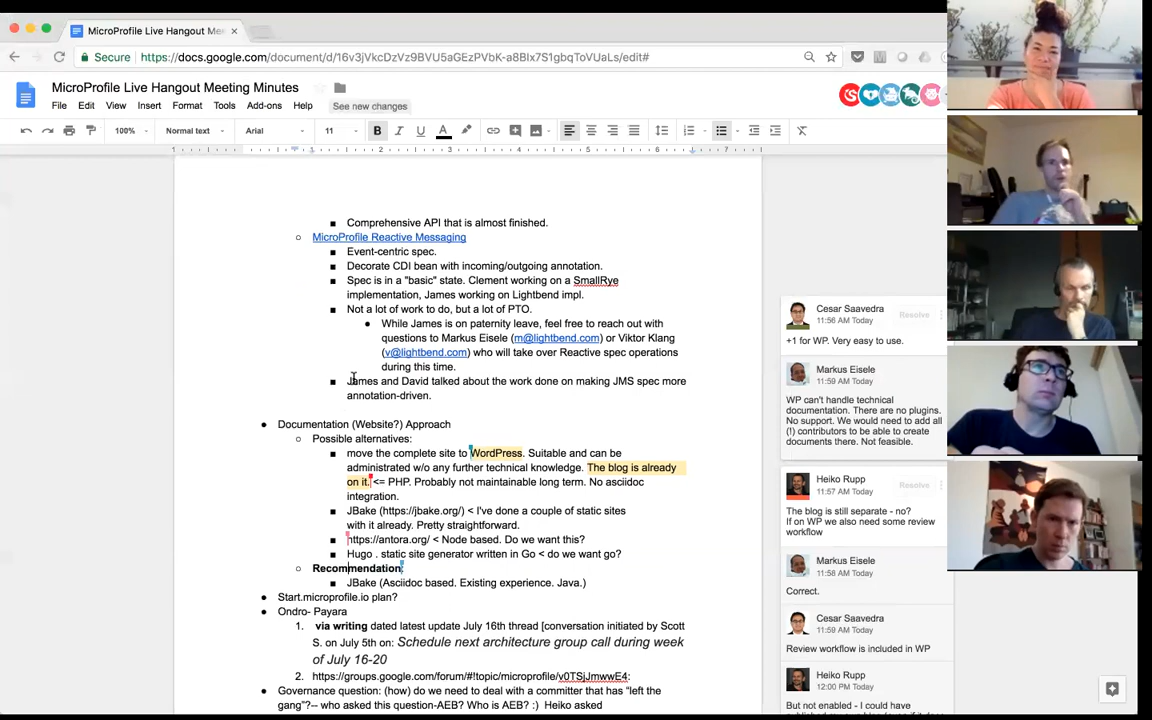 MicroProfile Live Hangout Mee
Secure
https://docs.google.com/document/d/16v3jVkcDzVz9BVU5aGEzPVbK-a8BIx7S1gbqToVUaLs/edit#
MicroProfile Live Hangout Meeting Minutes
File Edit View Insert Format Tools Add-ons Help See new changes
100% Normal text Arial 11 B I U A
1 1 2 3 4 5 6 7
■ Comprehensive API that is almost finished.
○ MicroProfile Reactive Messaging
■ Event-centric spec.
■ Decorate CDI bean with incoming/outgoing annotation.
■ Spec is in a "basic" state. Clement working on a SmallRye
implementation, James working on Lightbend impl.
■ Not a lot of work to do, but a lot of PTO.
● While James is on paternity leave, feel free to reach out with
questions to Markus Eisele (m@lightbend.com) or Viktor Klang
(v@lightbend.com) who will take over Reactive spec operations
during this time.
■ James and David talked about the work done on making JMS spec more
annotation-driven.
● Documentation (Website?) Approach
○ Possible alternatives:
■ move the complete site to WordPress. Suitable and can be
administrated w/o any further technical knowledge. The blog is already
on it. <= PHP. Probably not maintainable long term. No asciidoc
integration.
■ JBake (https://jbake.org/) < I've done a couple of static sites
with it already. Pretty straightforward.
■ https://antora.org/ < Node based. Do we want this?
■ Hugo . static site generator written in Go < do we want go?
○ Recommendation:
■ JBake (Asciidoc based. Existing experience. Java.)
● Start.microprofile.io plan?
● Ondro- Payara
1. via writing dated latest update July 16th thread [conversation initiated by Scott
S. on July 5th on: Schedule next architecture group call during week
of July 16-20
2. https://groups.google.com/forum/#!topic/microprofile/v0TSjJmwwE4:
● Governance question: (how) do we need to deal with a committer that has "left the
gang"?-- who asked this question-AEB? Who is AEB? :) Heiko asked
Cesar Saavedra
11:56 AM Today
Resolve
+1 for WP. Very easy to use.
Markus Eisele
11:59 AM Today
WP can't handle technical
documentation. There are no plugins.
No support. We would need to add all
(!) contributors to be able to create
documents there. Not feasible.
Heiko Rupp
11:57 AM Today
Resolve
The blog is still separate - no?
If on WP we also need some review
workflow
Markus Eisele
11:58 AM Today
Correct.
Cesar Saavedra
11:59 AM Today
Review workflow is included in WP
Heiko Rupp
12:00 PM Today
But not enabled - I could have